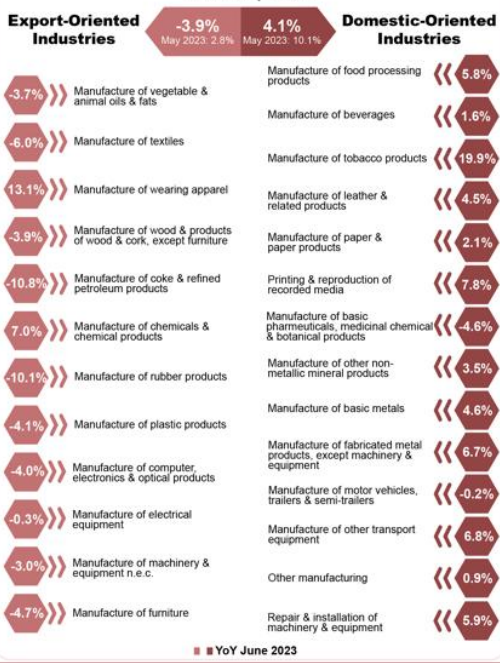 Export-Oriented
Industries
-3.9%
May 2023: 2.8%
4.1%
May 2023: 10.1%
Domestic-Oriented
Industries
-3.7%
Manufacture of vegetable &
animal oils & fats
-6.0%
Manufacture of textiles
13.1%
Manufacture of wearing apparel
-3.9%
Manufacture of wood & products
of wood & cork, except furniture
-10.8%
Manufacture of coke & refined
petroleum products
7.0%
Manufacture of chemicals &
chemical products
-10.1%
Manufacture of rubber products
-4.1%
Manufacture of plastic products
-4.0%
Manufacture of computer,
electronics & optical products
-0.3%
Manufacture of electrical
equipment
-3.0%
Manufacture of machinery &
equipment n.e.c.
-4.7%
Manufacture of furniture
Manufacture of food processing
products
5.8%
Manufacture of beverages
1.6%
Manufacture of tobacco products
19.9%
Manufacture of leather &
related products
4.5%
Manufacture of paper &
paper products
2.1%
Printing & reproduction of
recorded media
7.8%
Manufacture of basic
pharmeuticals, medicinal chemical
& botanical products
-4.6%
Manufacture of other non-
metallic mineral products
3.5%
Manufacture of basic metals
4.6%
Manufacture of fabricated metal
products, except machinery &
equipment
6.7%
Manufacture of motor vehicles,
trailers & semi-trailers
-0.2%
Manufacture of other transport
equipment
6.8%
Other manufacturing
0.9%
Repair & installation of
machinery & equipment
5.9%
YoY June 2023